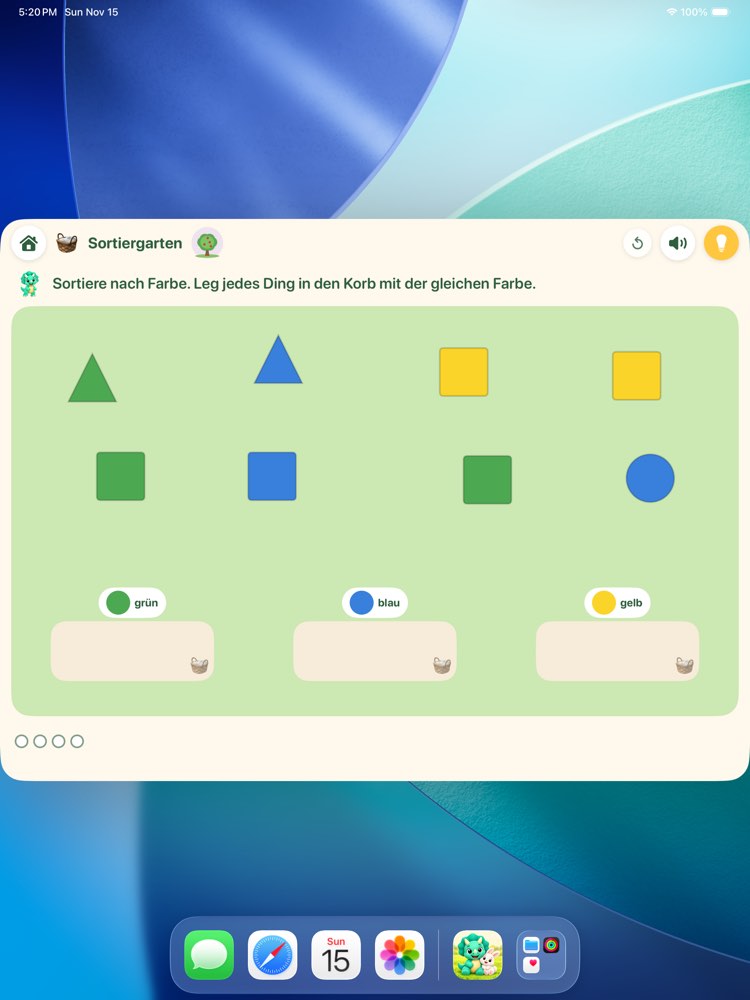 5:20 PM Sun Nov 15
100%
Sortiergarten
Sortiere nach Farbe. Leg jedes Ding in den Korb mit der gleichen Farbe.
grün
blau
gelb
Sun
15